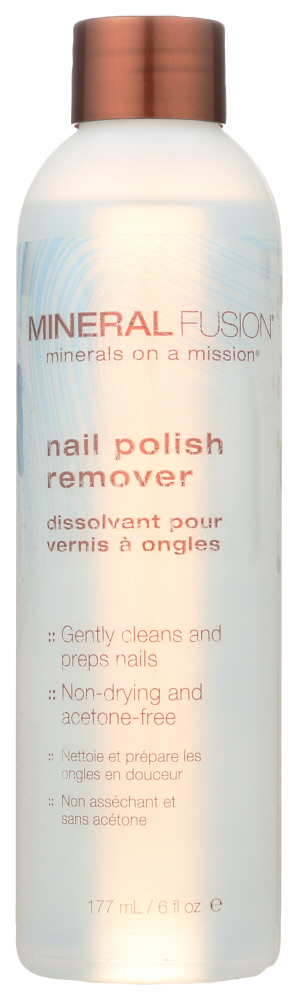 MINERAL FUSION®
minerals on a mission®
nail polish
remover
dissolvant pour
vernis à ongles
:: Gently cleans and
preps nails
:: Non-drying and
acetone-free
:: Nettoie et prépare les
ongles en douceur
:: Non asséchant et
sans acétone
177 mL / 6 fl oz ℮